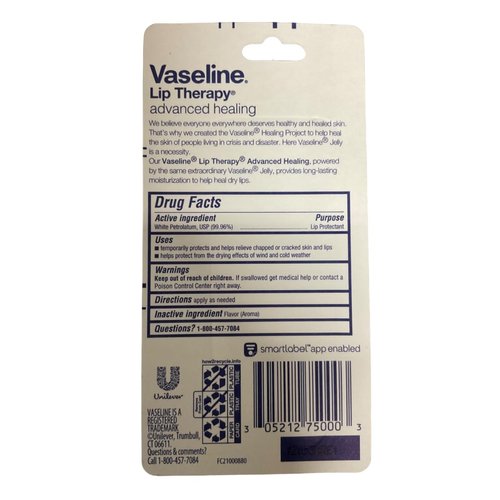 Vaseline®
Lip Therapy®
advanced healing
We believe everyone everywhere deserves healthy and healed skin.
That's why we created the Vaseline® Healing Project to help heal
the skin of people living in crisis and disaster. Here Vaseline® Jelly
is a necessity.
Our Vaseline® Lip Therapy® Advanced Healing, powered
by the same extraordinary Vaseline® Jelly, provides long-lasting
moisturization to help heal dry lips.
Drug Facts
Active ingredient Purpose
White Petrolatum, USP (99.96%) Lip Protectant
Uses
■ temporarily protects and helps relieve chapped or cracked skin and lips
■ helps protect from the drying effects of wind and cold weather
Warnings
Keep out of reach of children. If swallowed get medical help or contact a
Poison Control Center right away.
Directions apply as needed
Inactive ingredient Flavor (Aroma)
Questions? 1-800-457-7084
smartlabel™ app enabled
how2recycle.info
Unilever
PAPER
PLASTIC
PLASTIC
VASELINE IS A
REGISTERED
TRADEMARK
©Unilever, Trumbull,
CT 06611.
Questions & comments?
Call 1-800-457-7084
FC21000880
3 05212 75000 3